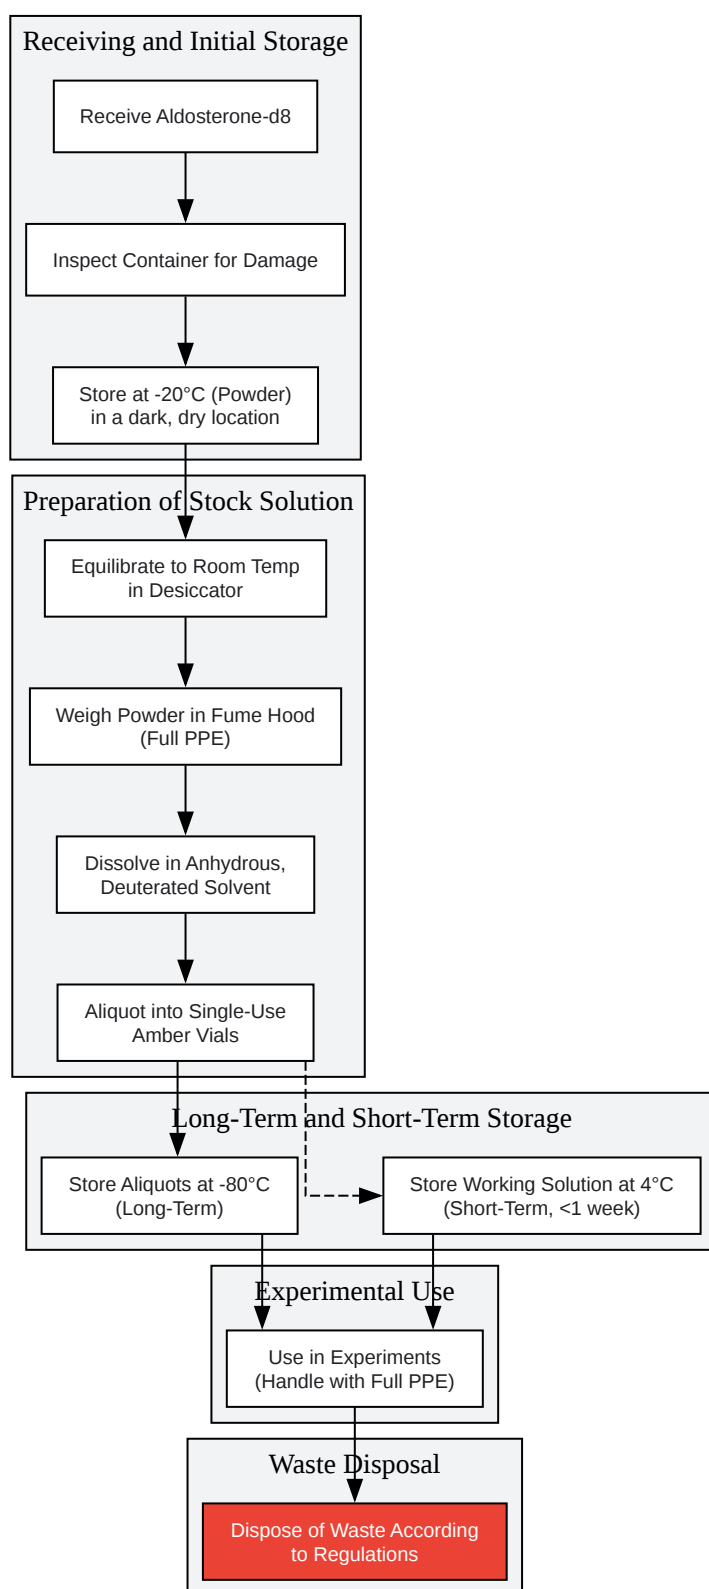 Receiving and Initial Storage
Receive Aldosterone-d8
Inspect Container for Damage
Store at -20°C (Powder)
in a dark, dry location
Preparation of Stock Solution
Equilibrate to Room Temp
in Desiccator
Weigh Powder in Fume Hood
(Full PPE)
Dissolve in Anhydrous,
Deuterated Solvent
Aliquot into Single-Use
Amber Vials
Long-Term and Short-Term Storage
Store Aliquots at -80°C
(Long-Term)
Store Working Solution at 4°C
(Short-Term, <1 week)
Experimental Use
Use in Experiments
(Handle with Full PPE)
Waste Disposal
Dispose of Waste According
to Regulations